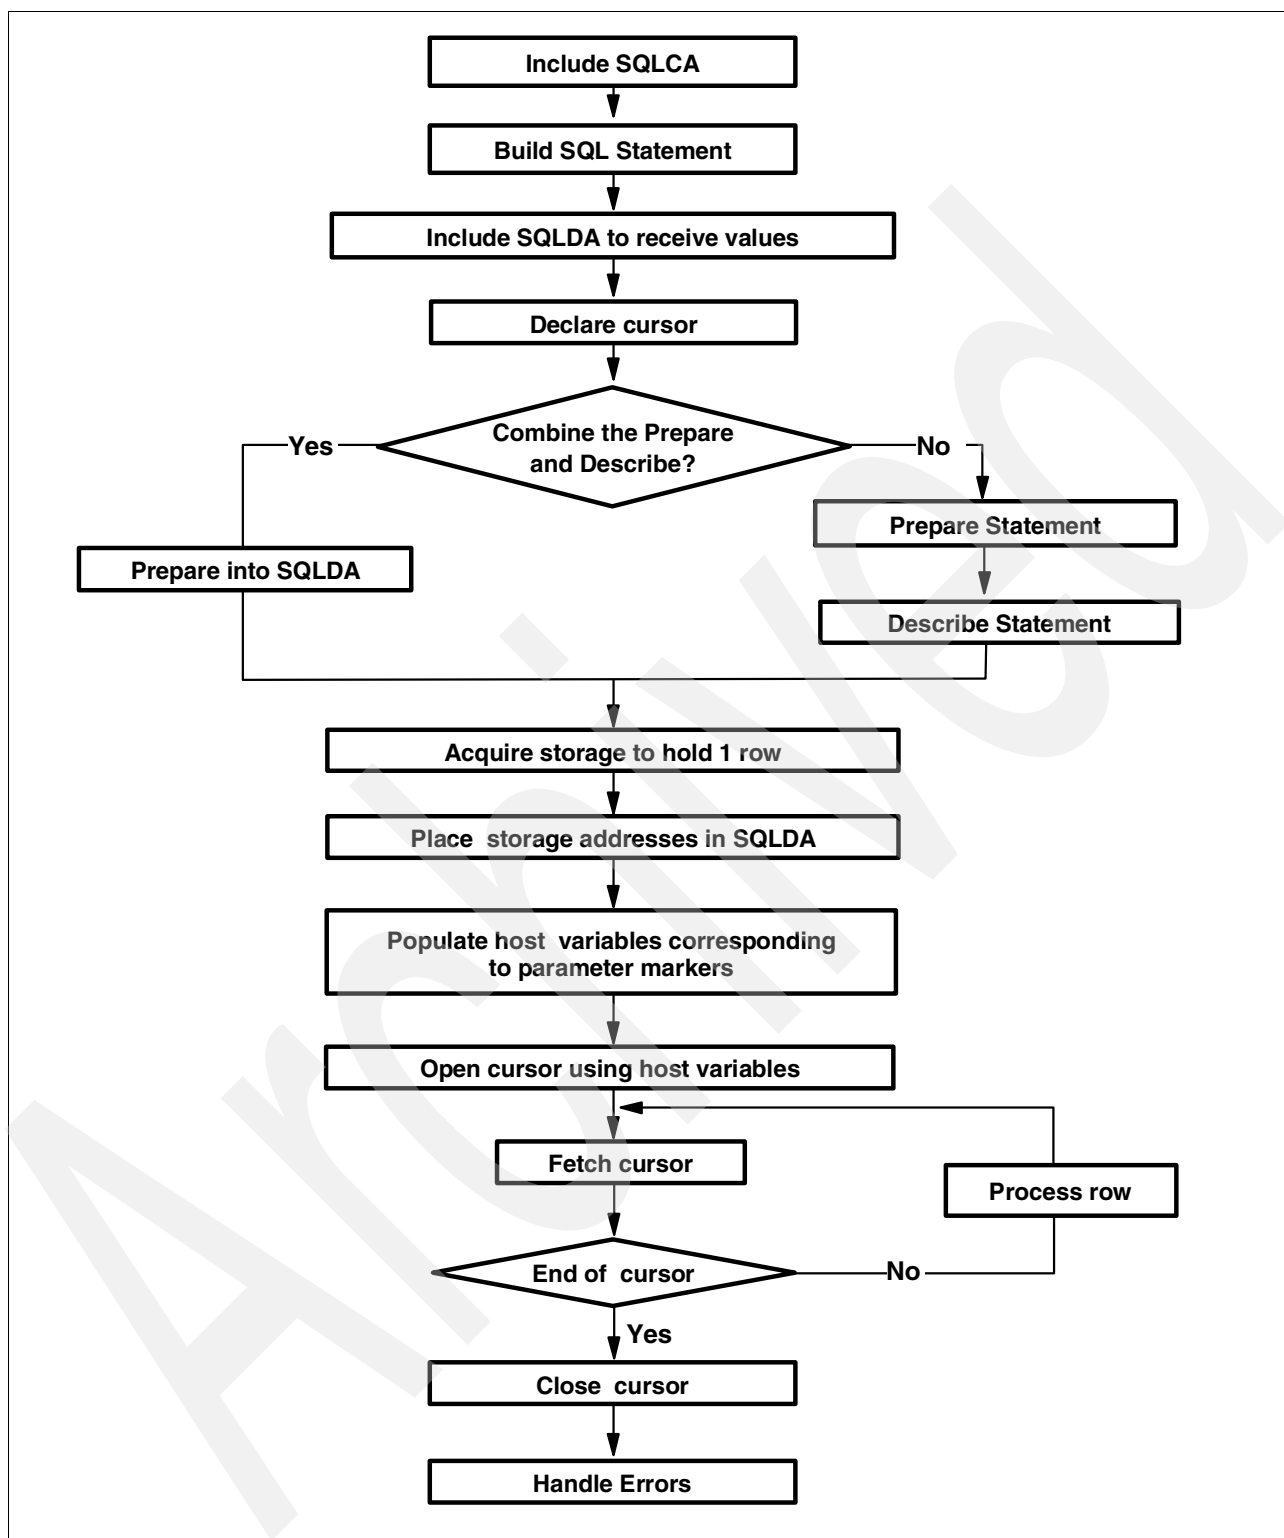 Include SQLCA
Build SQL Statement
Include SQLDA to receive values
Declare cursor
Combine the Prepare
and Describe?
Yes
No
Prepare Statement
Prepare into SQLDA
Describe Statement
Acquire storage to hold 1 row
Place storage addresses in SQLDA
Populate host variables corresponding
to parameter markers
Open cursor using host variables
Fetch cursor
Process row
End of cursor
No
Yes
Close cursor
Handle Errors
Archived